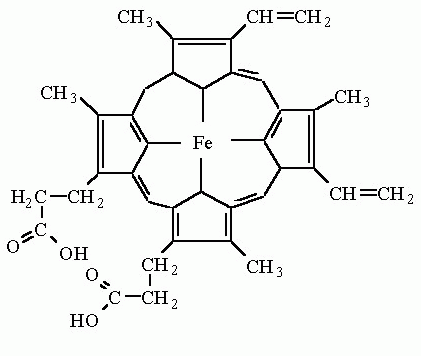 CH₃ CH=CH₂
CH₃ CH₃
Fe
H₂C-CH₂ CH=CH₂
C
O OH CH₂ CH₃
O
C-CH₂
HO